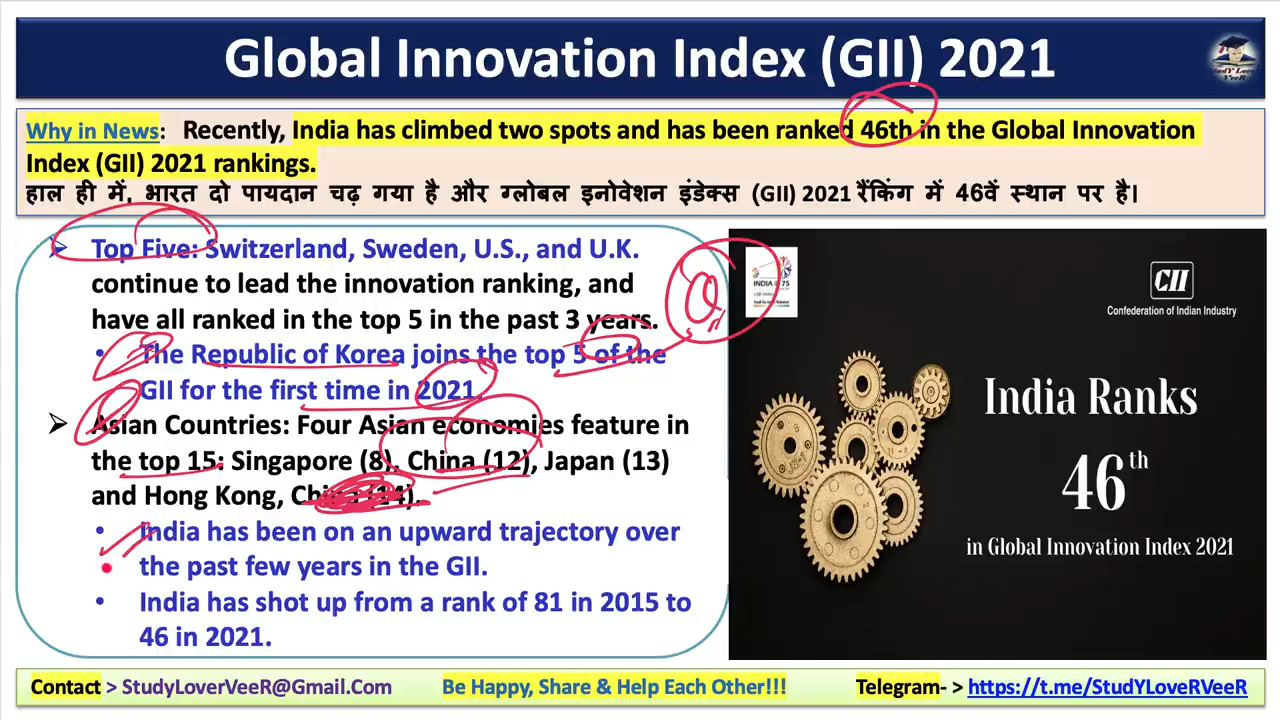 Global Innovation Index (GII) 2021
StudY LoVe
VeeR
Why in News: Recently, India has climbed two spots and has been ranked 46th in the Global Innovation
Index (GII) 2021 rankings.
हाल ही में, भारत दो पायदान चढ़ गया है और ग्लोबल इनोवेशन इंडेक्स (GII) 2021 रैंकिंग में 46वें स्थान पर है।
➢ Top Five: Switzerland, Sweden, U.S., and U.K.
continue to lead the innovation ranking, and
have all ranked in the top 5 in the past 3 years.
• The Republic of Korea joins the top 5 of the
GII for the first time in 2021.
➢ Asian Countries: Four Asian economies feature in
the top 15: Singapore (8), China (12), Japan (13)
and Hong Kong, China (14).
• India has been on an upward trajectory over
the past few years in the GII.
• India has shot up from a rank of 81 in 2015 to
46 in 2021.
INDIA @ 75
CII
Confederation of Indian Industry
India Ranks
46th
in Global Innovation Index 2021
Contact > StudyLoverVeeR@Gmail.Com
Be Happy, Share & Help Each Other!!!
Telegram- > https://t.me/StudYLoveRVeeR